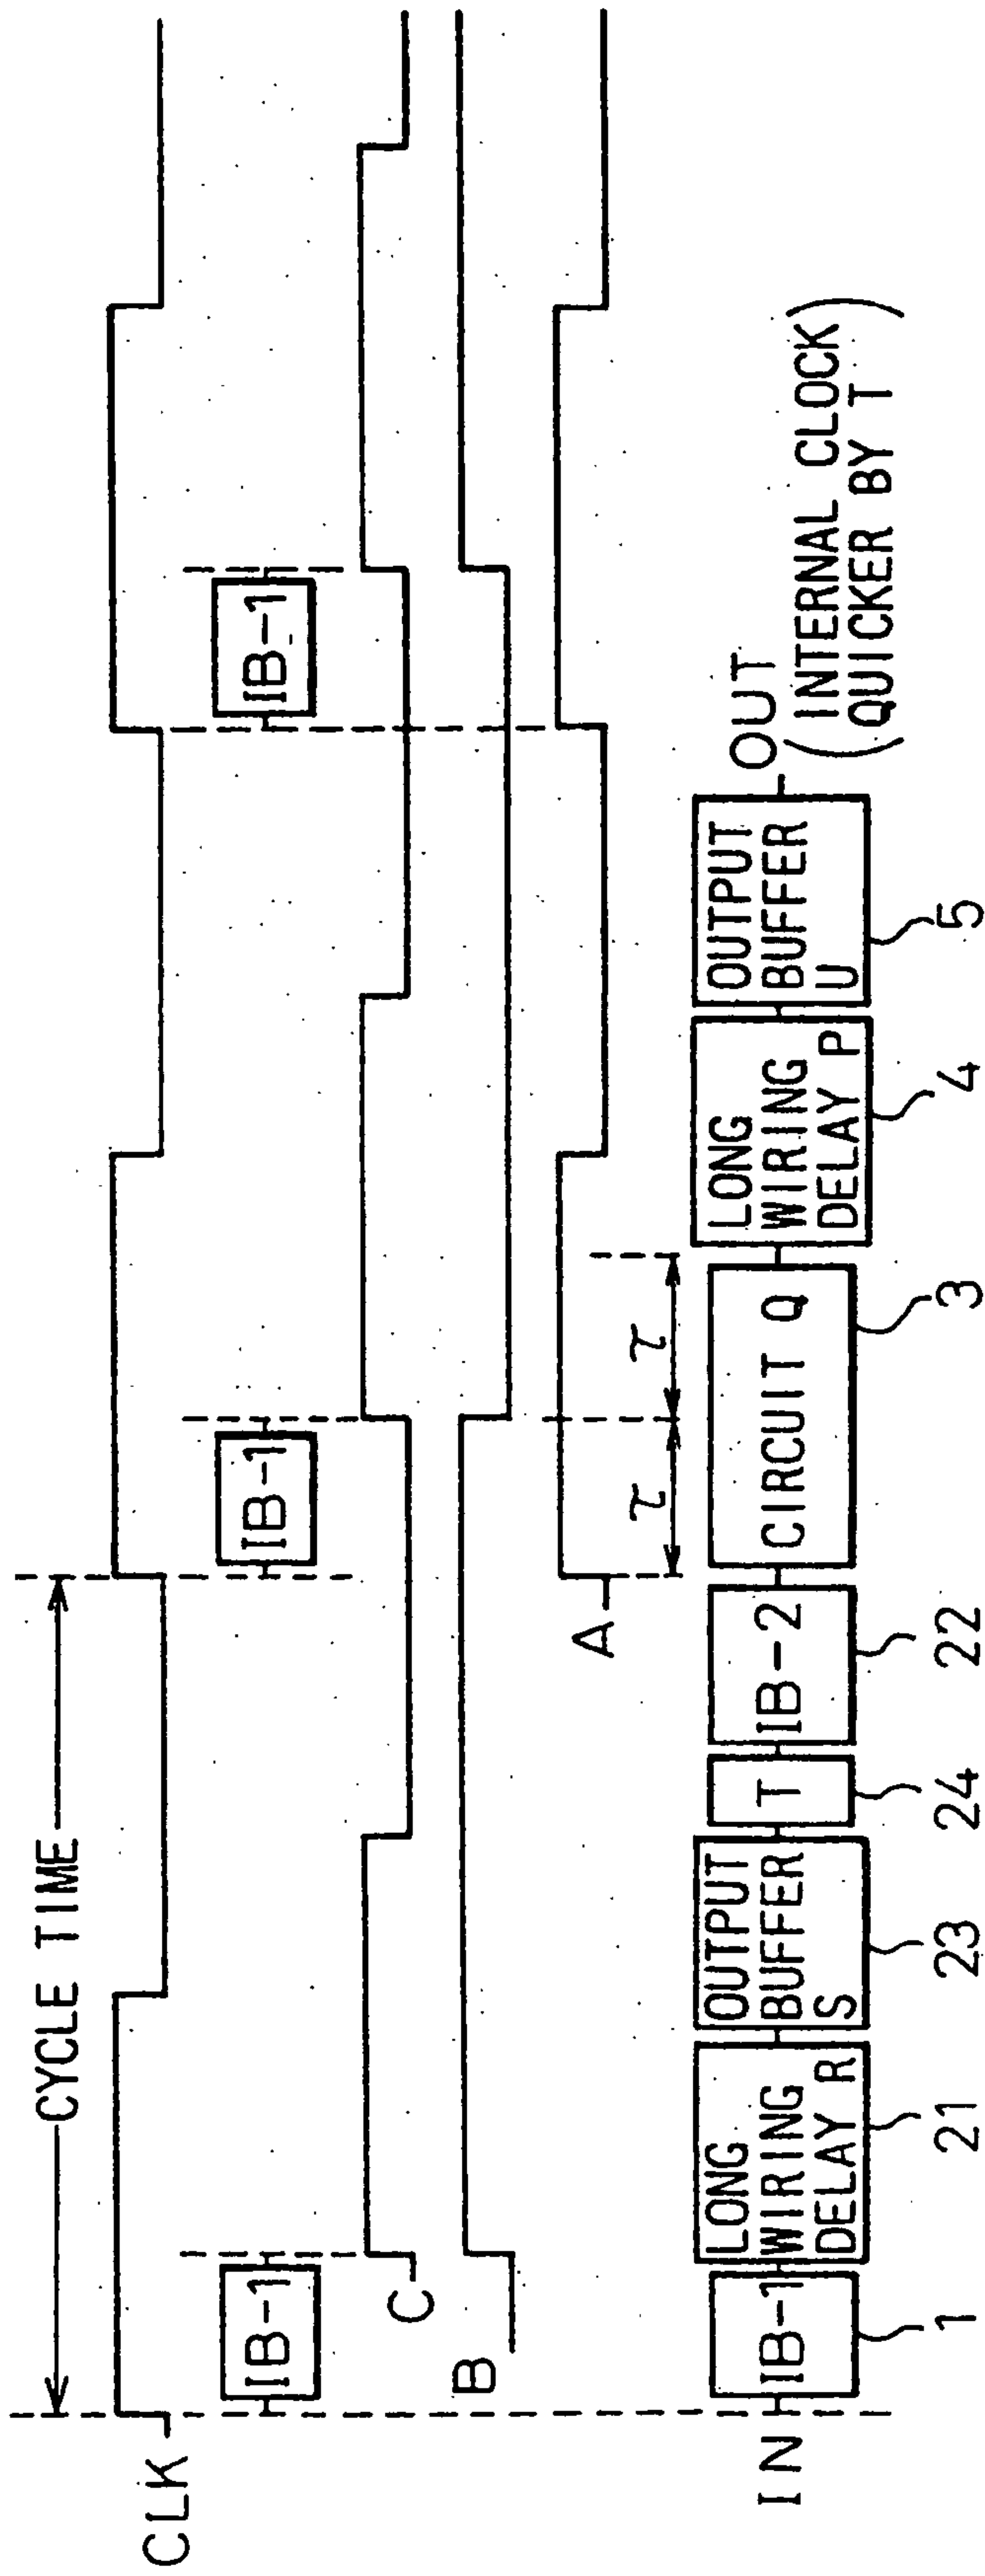 CYCLE TIME
CLK
IB-1
IB-1
IB-1
C
B
A
τ
τ
IN
IB-1
LONG
WIRING
DELAY R
OUTPUT
BUFFER
S
T
IB-2
CIRCUIT Q
LONG
WIRING
DELAY P
OUTPUT
BUFFER
U
OUT
(INTERNAL CLOCK
QUICKER BY T)
1
21
23
24
22
3
4
5